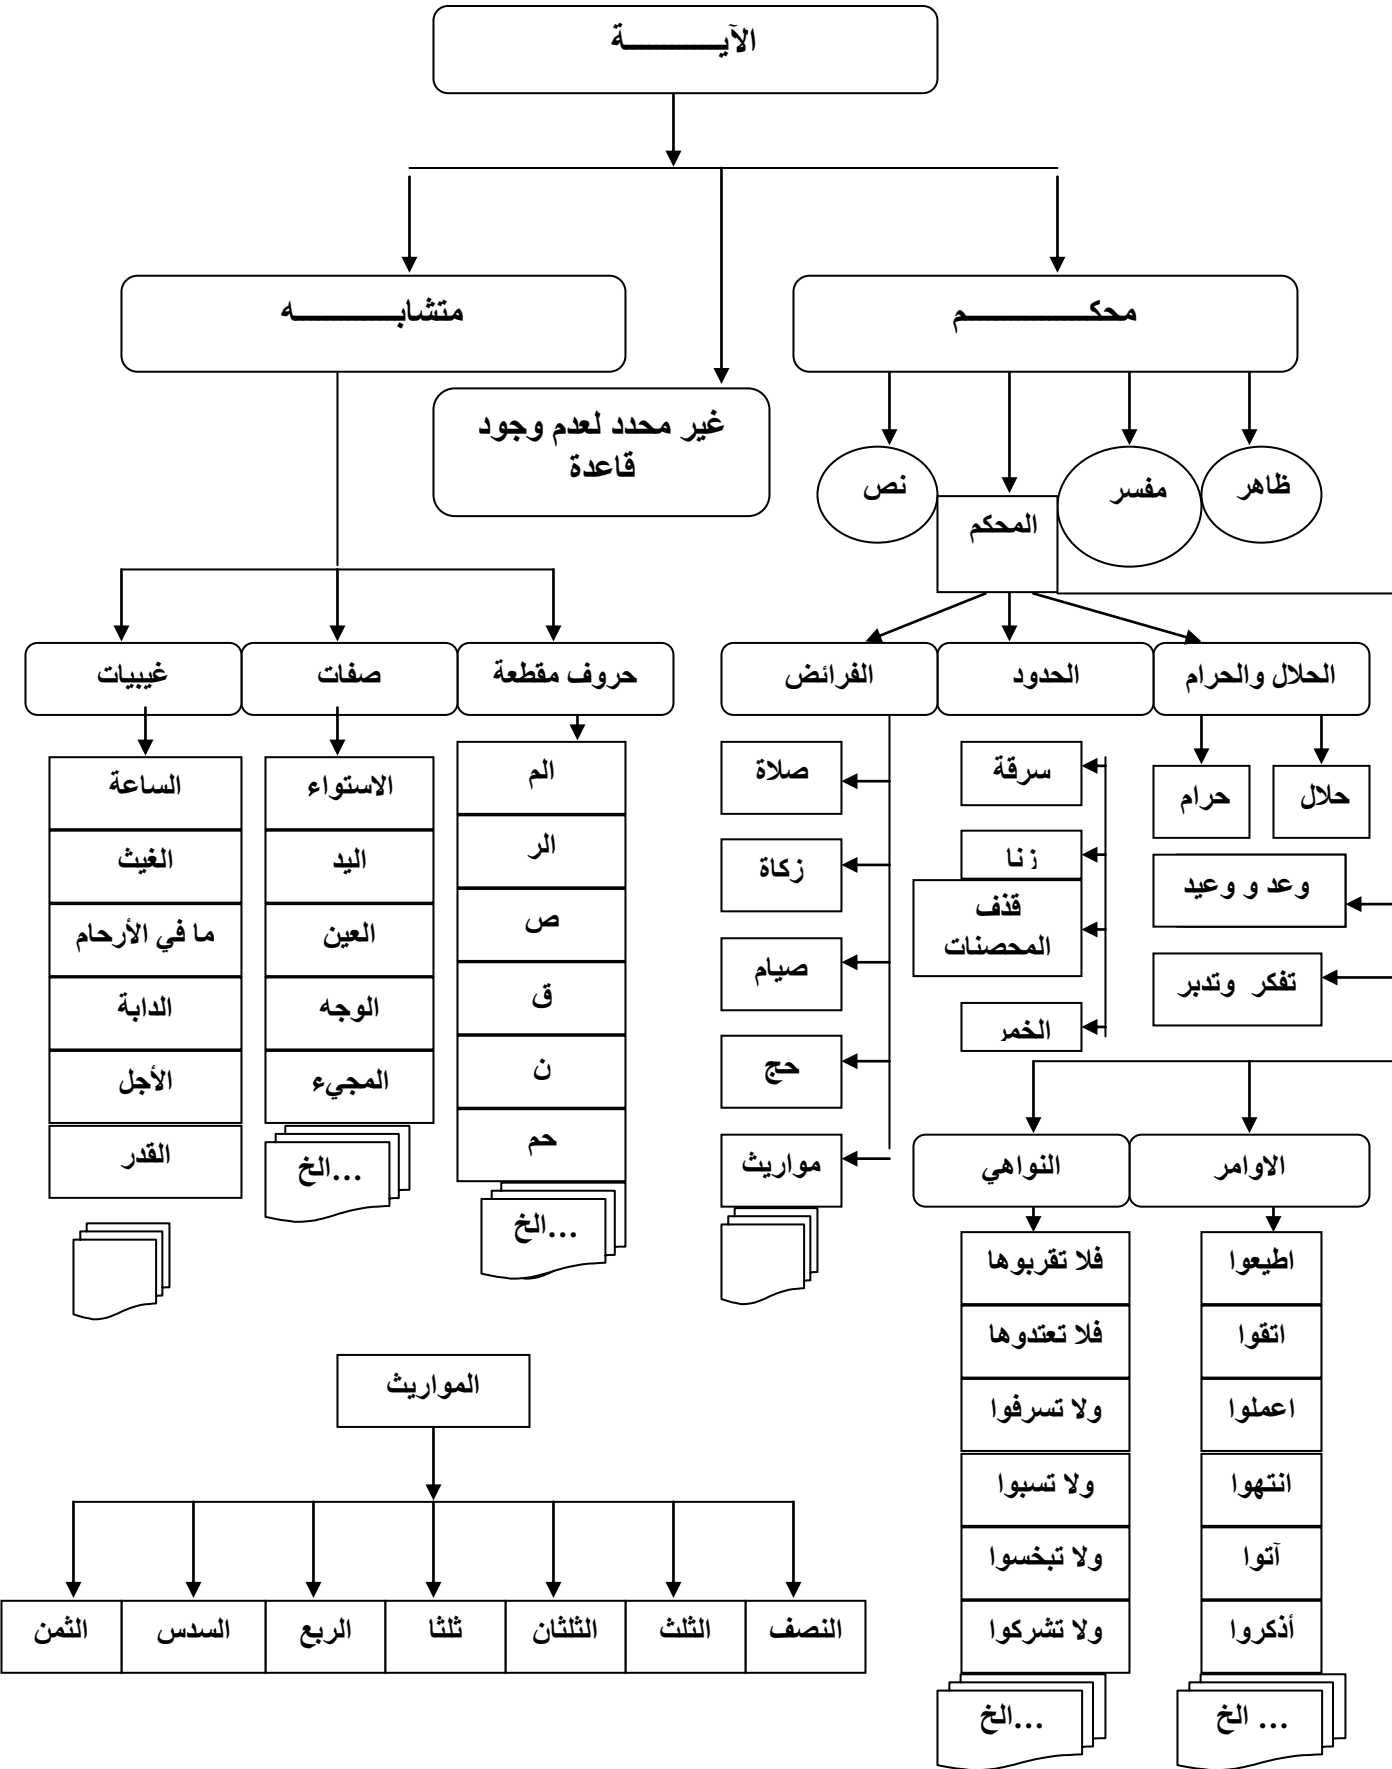 الآيـــــــــــة
محكـــــــــــم
متشابـــــــــــه
غير محدد لعدم وجود
قاعدة
ظاهر
مفسر
المحكم
نص
الحلال والحرام
الحدود
الفرائض
حروف مقطعة
صفات
غيبيات
حلال
حرام
وعد و وعيد
تفكر وتدبر
سرقة
زنا
قذف
المحصنات
الخمر
صلاة
زكاة
صيام
حج
مواريث
الم
الر
ص
ق
ن
حم
...الخ
الاستواء
اليد
العين
الوجه
المجيء
...الخ
الساعة
الغيث
ما في الأرحام
الدابة
الأجل
القدر
الاوامر
النواهي
اطيعوا
اتقوا
اعملوا
انتهوا
آتوا
أذكروا
... الخ
فلا تقربوها
فلا تعتدوها
ولا تسرفوا
ولا تسبوا
ولا تبخسوا
ولا تشركوا
...الخ
المواريث
النصف
الثلث
الثلثان
ثلثا
الربع
السدس
الثمن